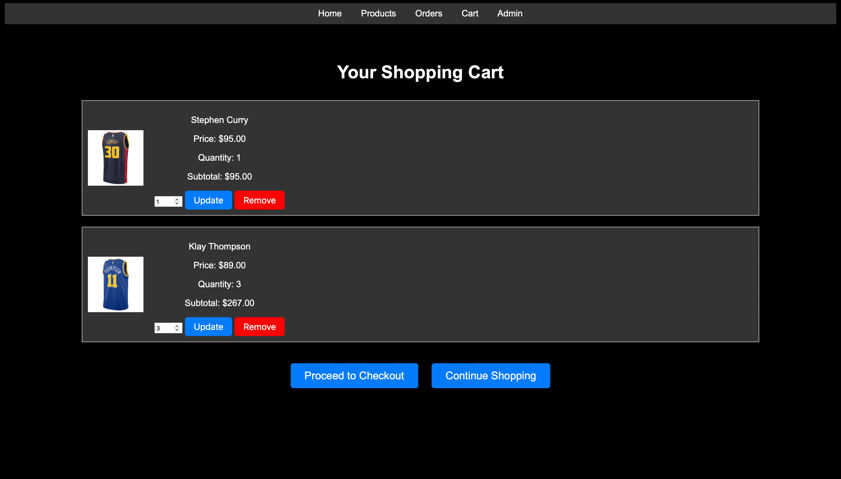 Home Products Orders Cart Admin
Your Shopping Cart
Stephen Curry
Price: $95.00
CURRY
30
Quantity: 1
Subtotal: $95.00
1 Update Remove
Klay Thompson
Price: $89.00
THOMPSON
11
Quantity: 3
Subtotal: $267.00
3 Update Remove
Proceed to Checkout Continue Shopping